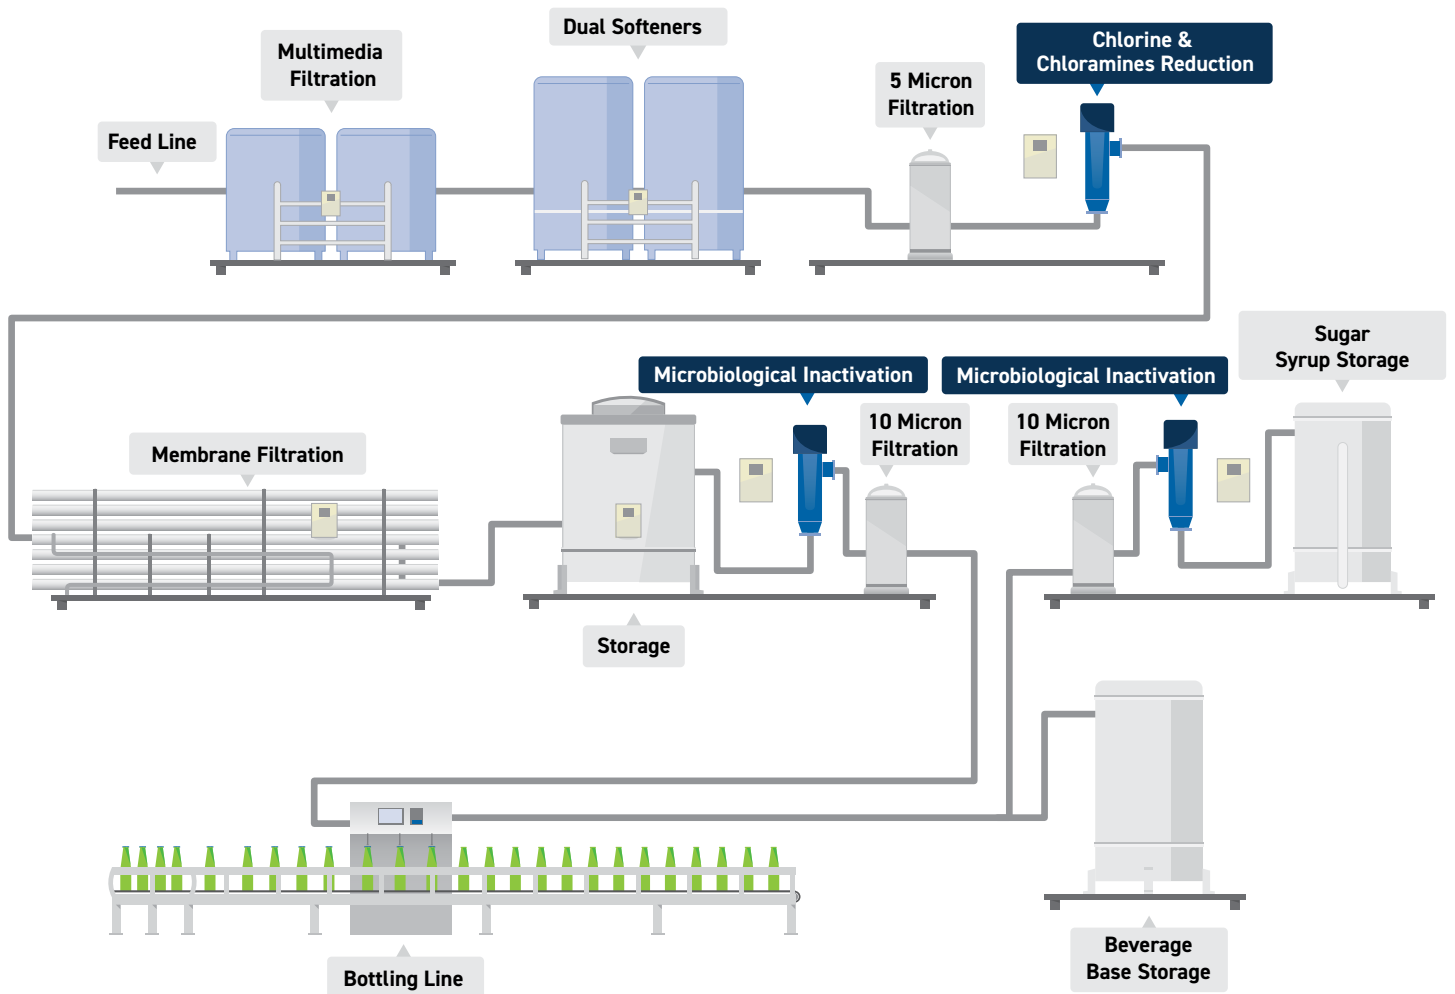 Dual Softeners
Multimedia
Filtration
Chlorine &
Chloramines Reduction
5 Micron
Filtration
Feed Line
Sugar
Syrup Storage
Microbiological Inactivation
Microbiological Inactivation
10 Micron
Filtration
10 Micron
Filtration
Membrane Filtration
Storage
Beverage
Base Storage
Bottling Line